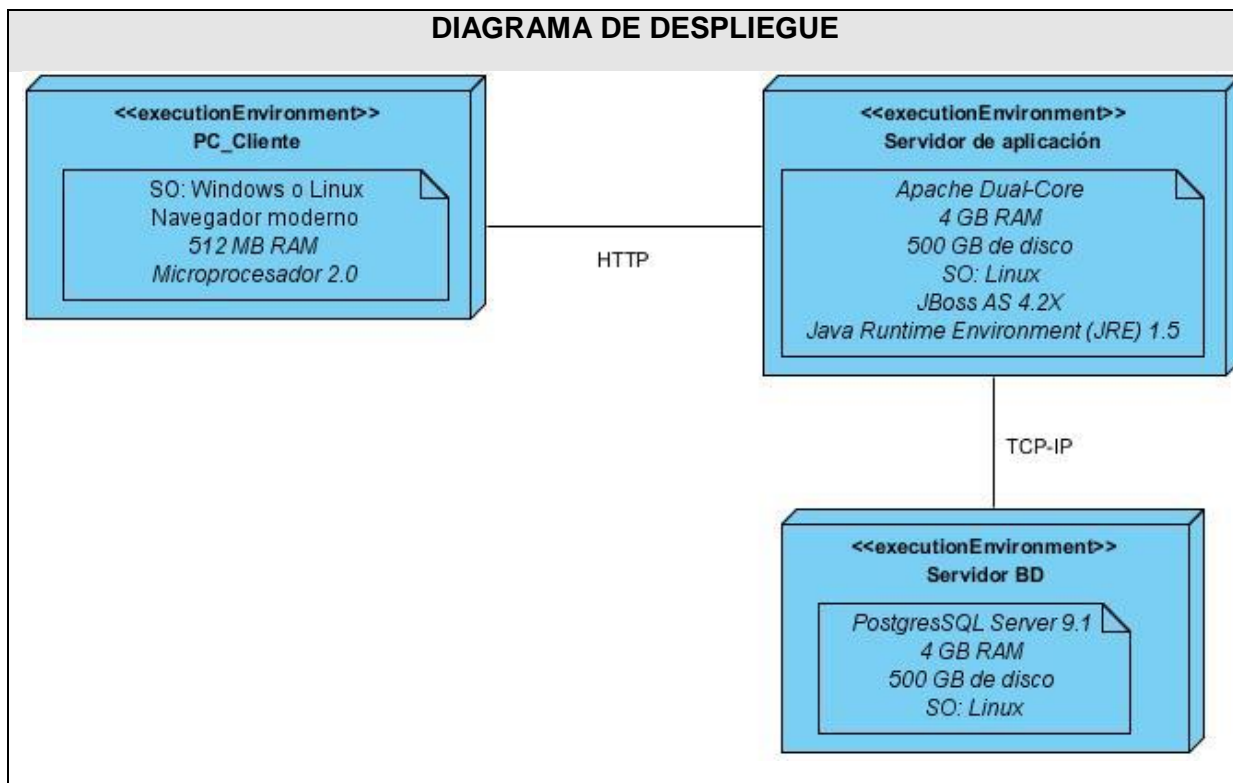 DIAGRAMA DE DESPLIEGUE
<<executionEnvironment>>
PC_Cliente
SO: Windows o Linux
Navegador moderno
512 MB RAM
Microprocesador 2.0
HTTP
<<executionEnvironment>>
Servidor de aplicación
Apache Dual-Core
4 GB RAM
500 GB de disco
SO: Linux
JBoss AS 4.2X
Java Runtime Environment (JRE) 1.5
TCP-IP
<<executionEnvironment>>
Servidor BD
PostgresSQL Server 9.1
4 GB RAM
500 GB de disco
SO: Linux